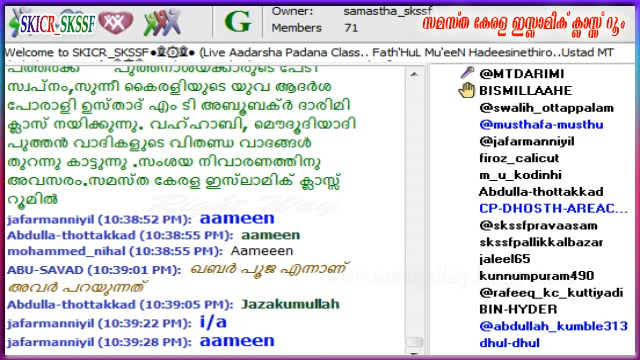 SKICR_SKSSF
G
Owner: samastha_skssf
Members 71
സമസ്ത കേരള ഇസ്ലാമിക് ക്ലാസ്സ് റൂം
Welcome to SKICR_SKSSF (Live Aadarsha Padana Class.. Fath'HuL Mu'eeN Hadeesinethiro..Ustad MT
സ്വപ്നം,സുന്നീ കൈരളിയുടെ യുവ ആദർശ
പോരാളി ഉസ്താദ് എം ടി അബൂബക്ർ ദാരിമി
ക്ലാസ് നയിക്കുന്നു. വഹ്ഹാബി, മൌദൂദിയാദി
പുത്തൻ വാദികളുടെ വിതണ്ഡ വാദങ്ങൾ
തുറന്നു കാട്ടുന്നു .സംശയ നിവാരണത്തിനു
അവസരം.സമസ്ത കേരള ഇസ്ലാമിക് ക്ലാസ്സ്
റൂമിൽ
jafarmanniyil (10:38:52 PM): aameen
Abdulla-thottakkad (10:38:55 PM): aameen
mohammed_nihal (10:38:55 PM): Aameeen
ABU-SAVAD (10:39:01 PM): ഖബർ പൂജ എന്നാണ്
അവർ പറയുന്നത്
Abdulla-thottakkad (10:39:05 PM): Jazakumullah
jafarmanniyil (10:39:22 PM): i/a
jafarmanniyil (10:39:28 PM): aameen
@MTDARIMI
BISMILLAAHE
@swalih_ottappalam
@musthafa-musthu
@jafarmanniyil
firoz_calicut
m_u_kodinhi
Abdulla-thottakkad
CP-DHOSTH-AREAC...
@skssfpravaasam
skssfpallikkalbazar
jaleel65
kunnumpuram490
@rafeeq_kc_kuttiyadi
BIN-HYDER
@abdullah_kumble313
dhul-dhul